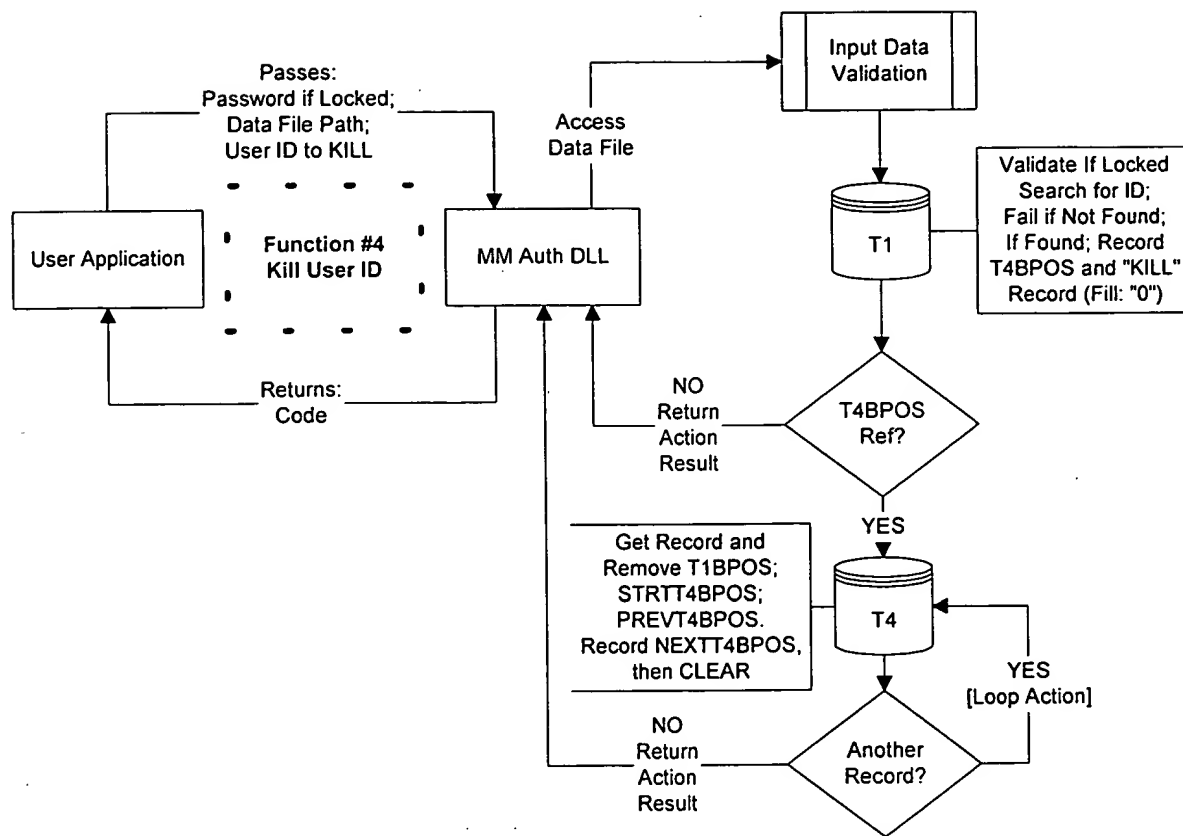 Passes:
Password if Locked;
Data File Path;
User ID to KILL
User Application
Function #4
Kill User ID
MM Auth DLL
Returns:
Code
Access
Data File
Input Data
Validation
T1
Validate If Locked
Search for ID;
Fail if Not Found;
If Found; Record
T4BPOS and "KILL"
Record (Fill: "0")
T4BPOS
Ref?
NO
Return
Action
Result
YES
Get Record and
Remove T1BPOS;
STRTT4BPOS;
PREVT4BPOS.
Record NEXTT4BPOS,
then CLEAR
T4
YES
[Loop Action]
Another
Record?
NO
Return
Action
Result